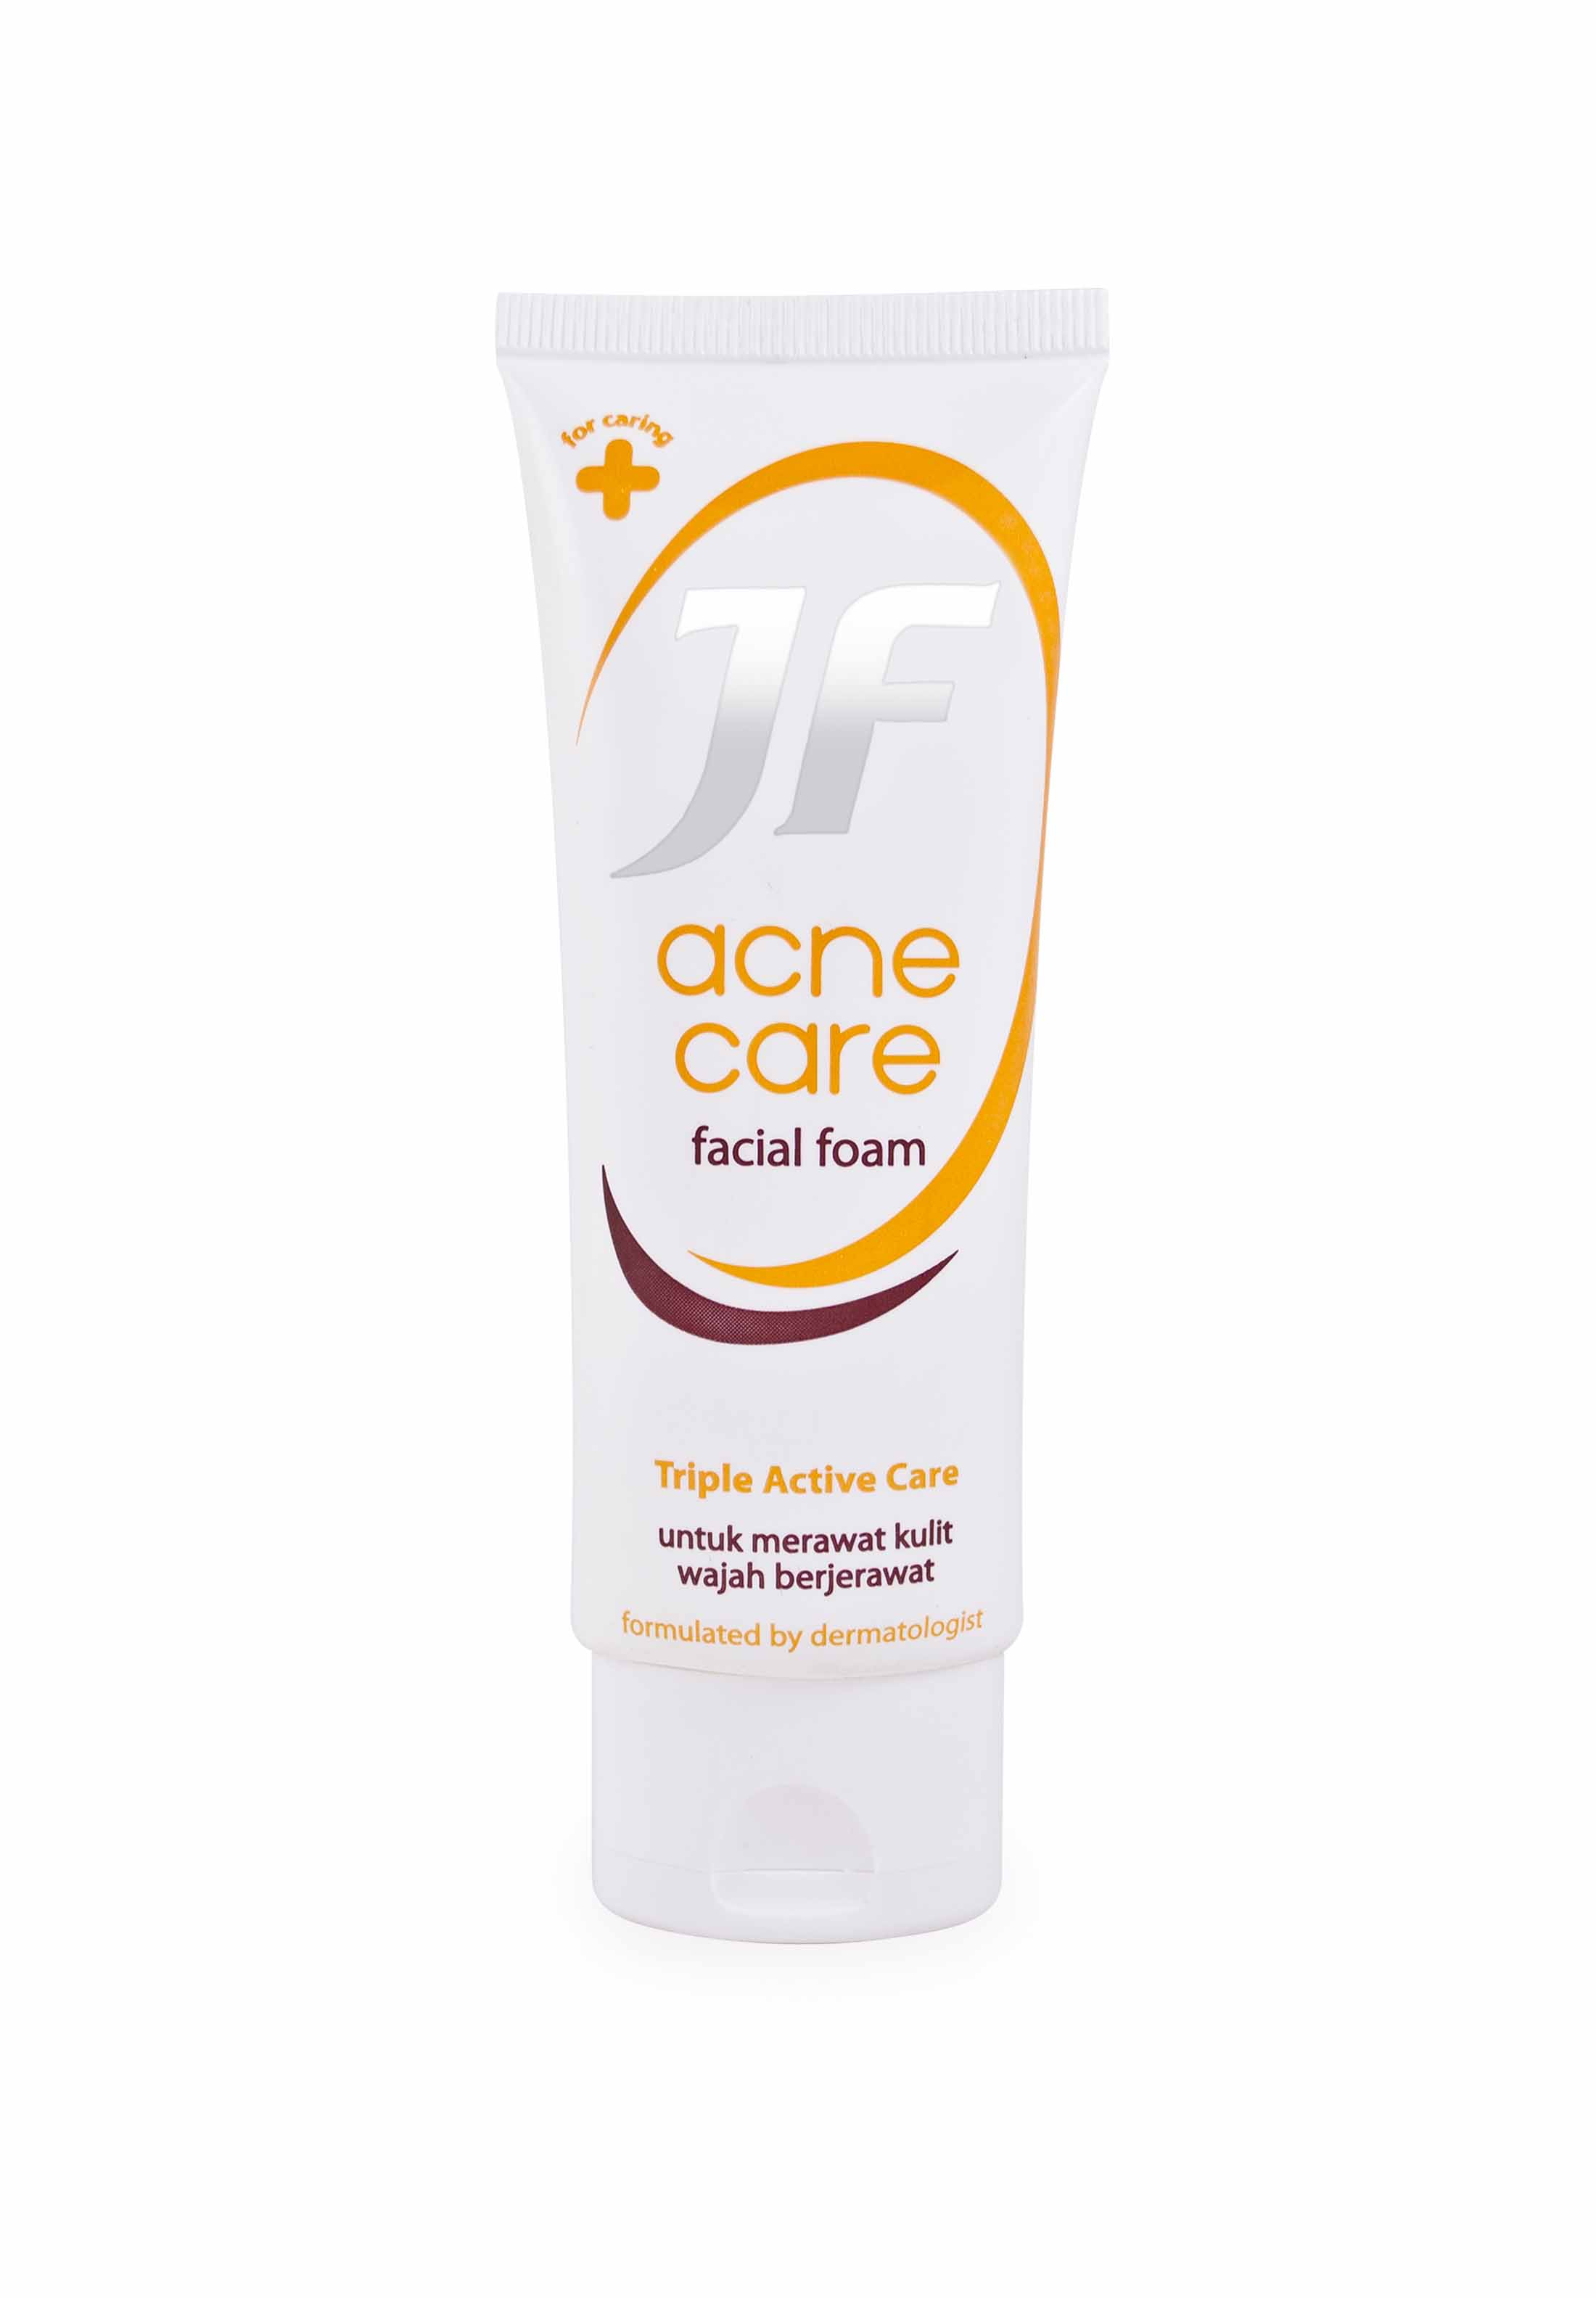 for caring
JF
acne
care
facial foam
Triple Active Care
untuk merawat kulit
wajah berjerawat
formulated by dermatologist